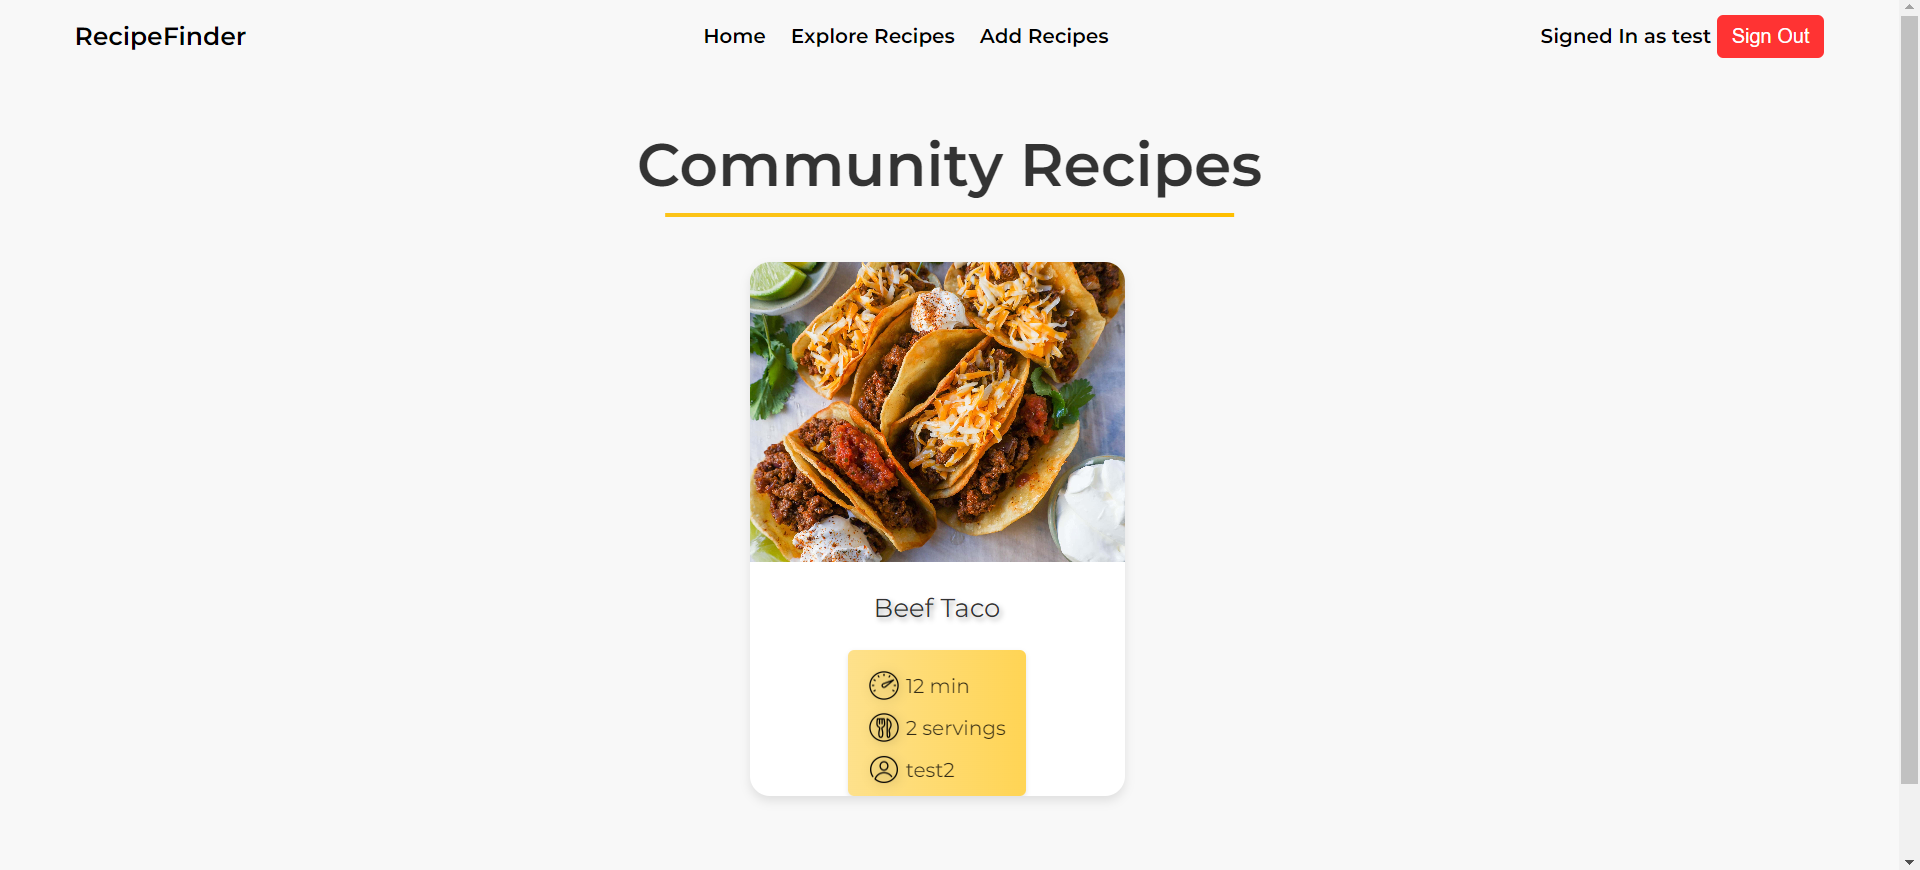 RecipeFinder
Home Explore Recipes Add Recipes
Signed In as test Sign Out
Community Recipes
Beef Taco
12 min
2 servings
test2